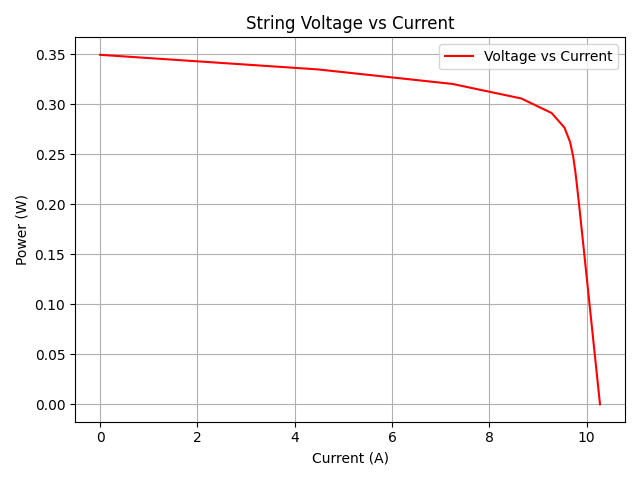 String Voltage vs Current
Voltage vs Current
Power (W)
0.35
0.30
0.25
0.20
0.15
0.10
0.05
0.00
0 2 4 6 8 10
Current (A)